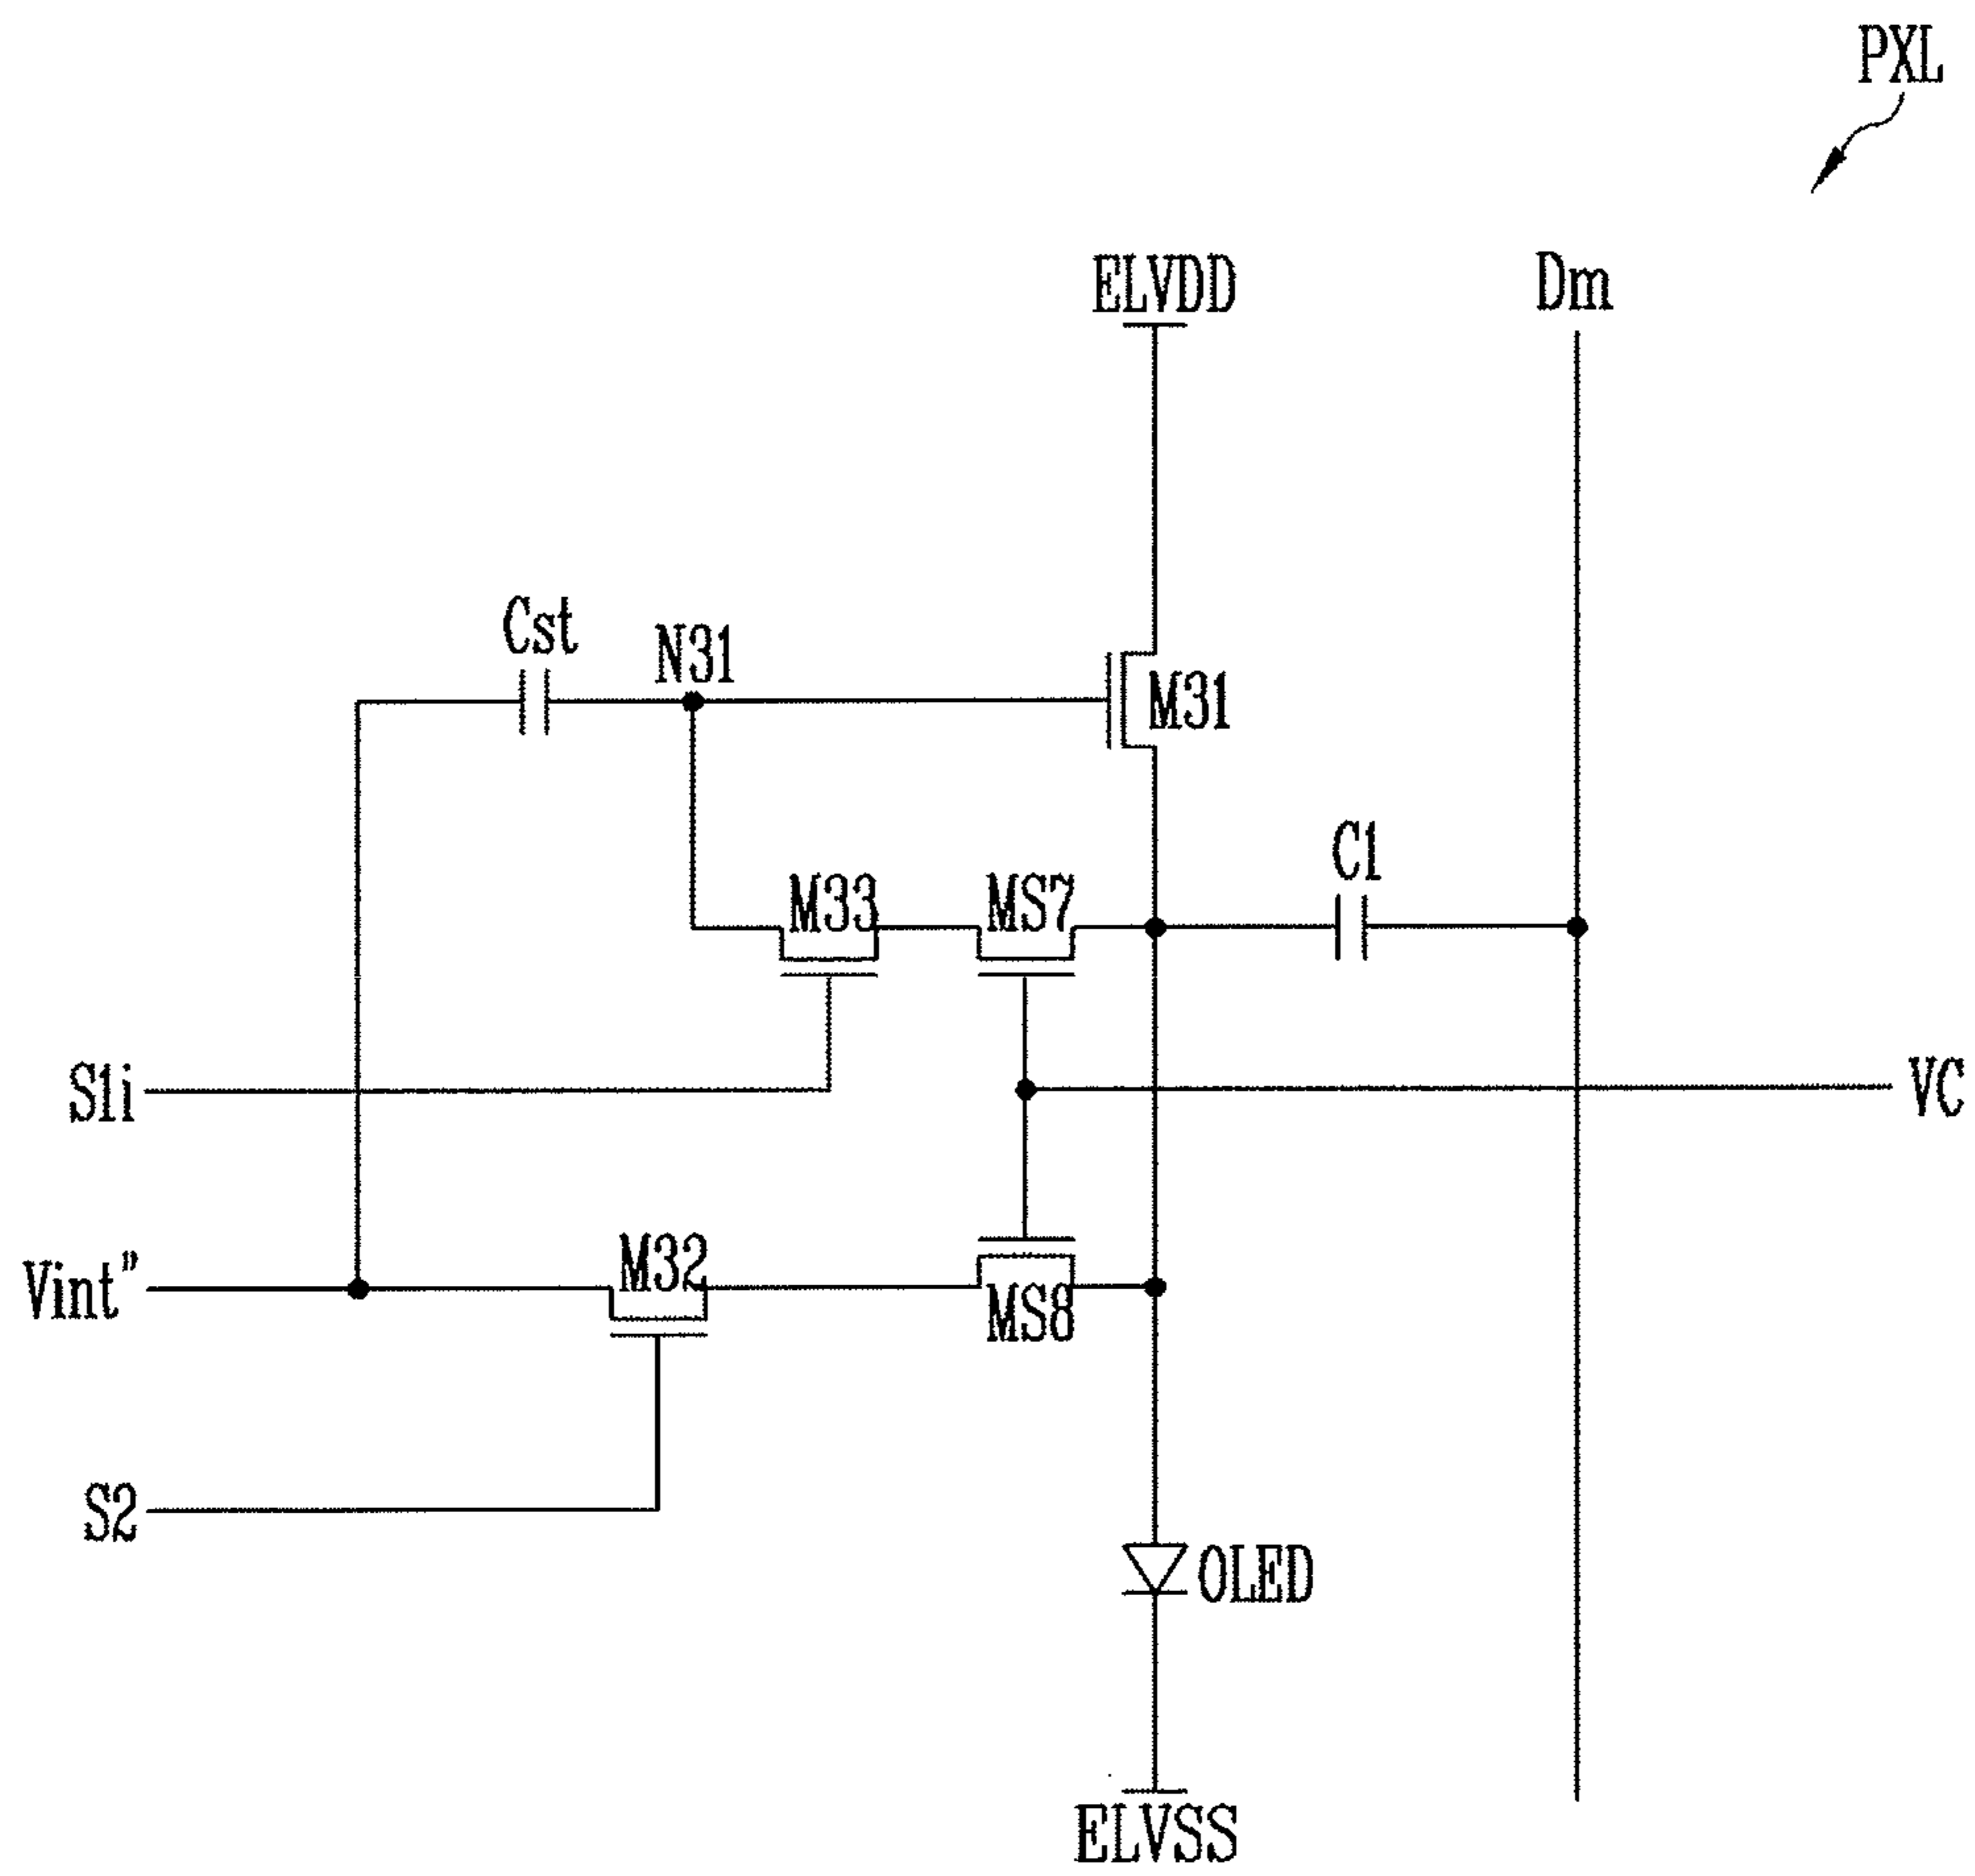 PXL
ELVDD
Dm
Cst
N31
M31
C1
M33
MS7
S1i
VC
Vint"
M32
MS8
S2
OLED
ELVSS